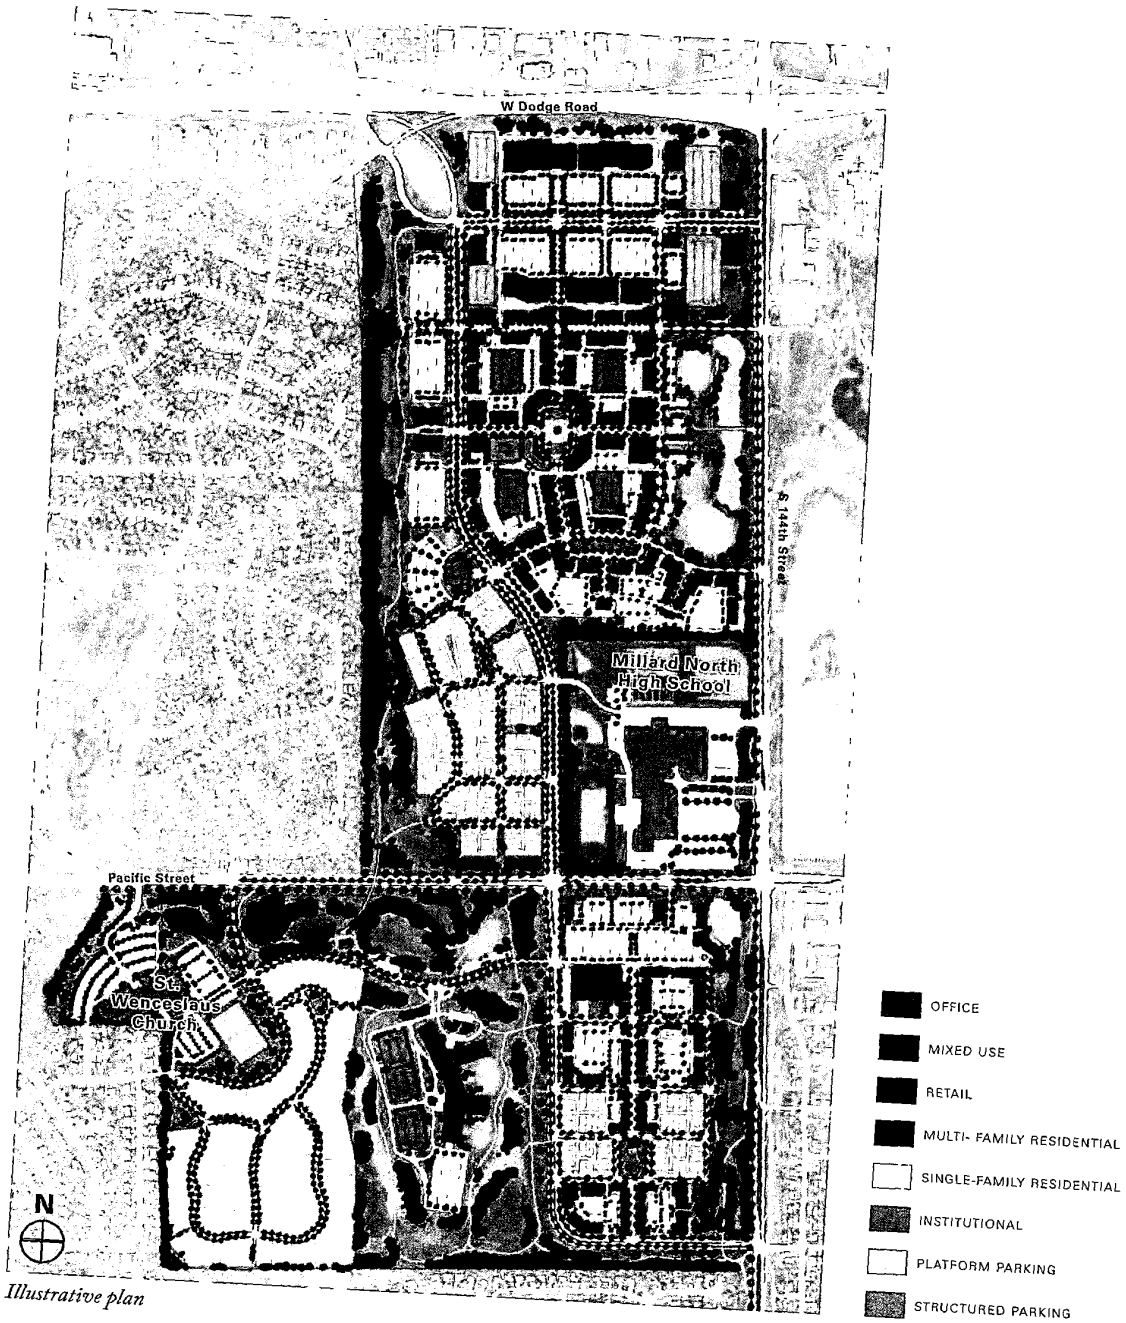 W Dodge Road
S 144th Street
Millard North
High School
Pacific Street
St.
Wenceslaus
Church
OFFICE
MIXED USE
RETAIL
MULTI- FAMILY RESIDENTIAL
SINGLE-FAMILY RESIDENTIAL
INSTITUTIONAL
PLATFORM PARKING
STRUCTURED PARKING
N
Illustrative plan